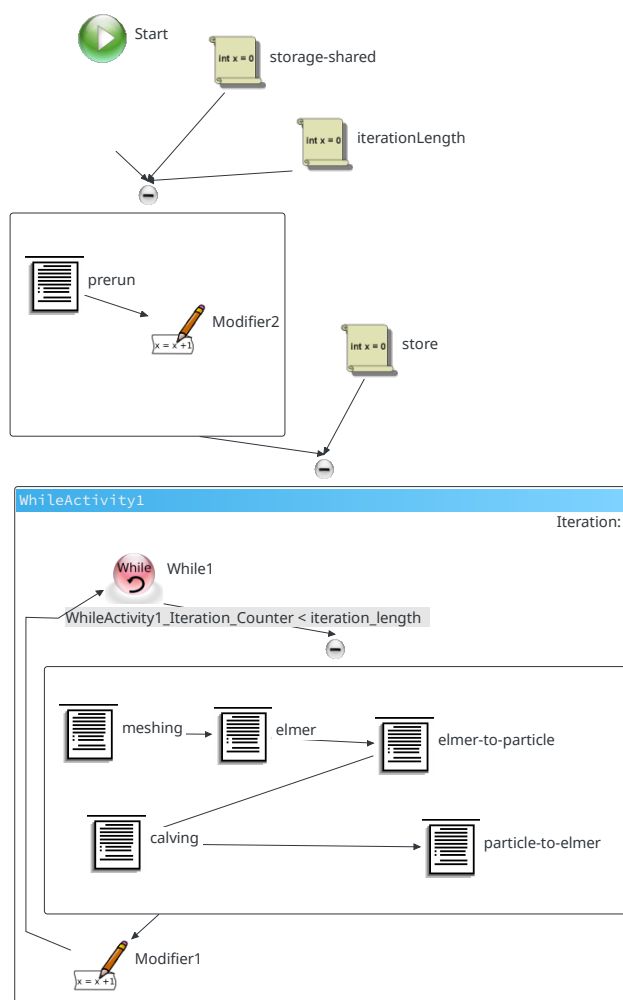 Start
int x = 0
storage-shared
int x = 0
iterationLength
prerun
x = x +1
Modifier2
int x = 0
store
WhileActivity1
Iteration:
While
While1
WhileActivity1_Iteration_Counter < iteration_length
meshing
elmer
elmer-to-particle
calving
particle-to-elmer
x = x +1
Modifier1